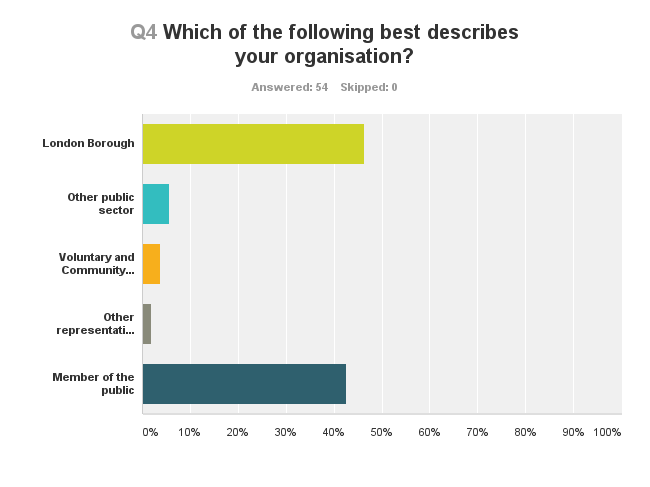 Q4 Which of the following best describes
your organisation?
Answered: 54 Skipped: 0
London Borough
Other public
sector
Voluntary and
Community...
Other
representati...
Member of the
public
0% 10% 20% 30% 40% 50% 60% 70% 80% 90% 100%